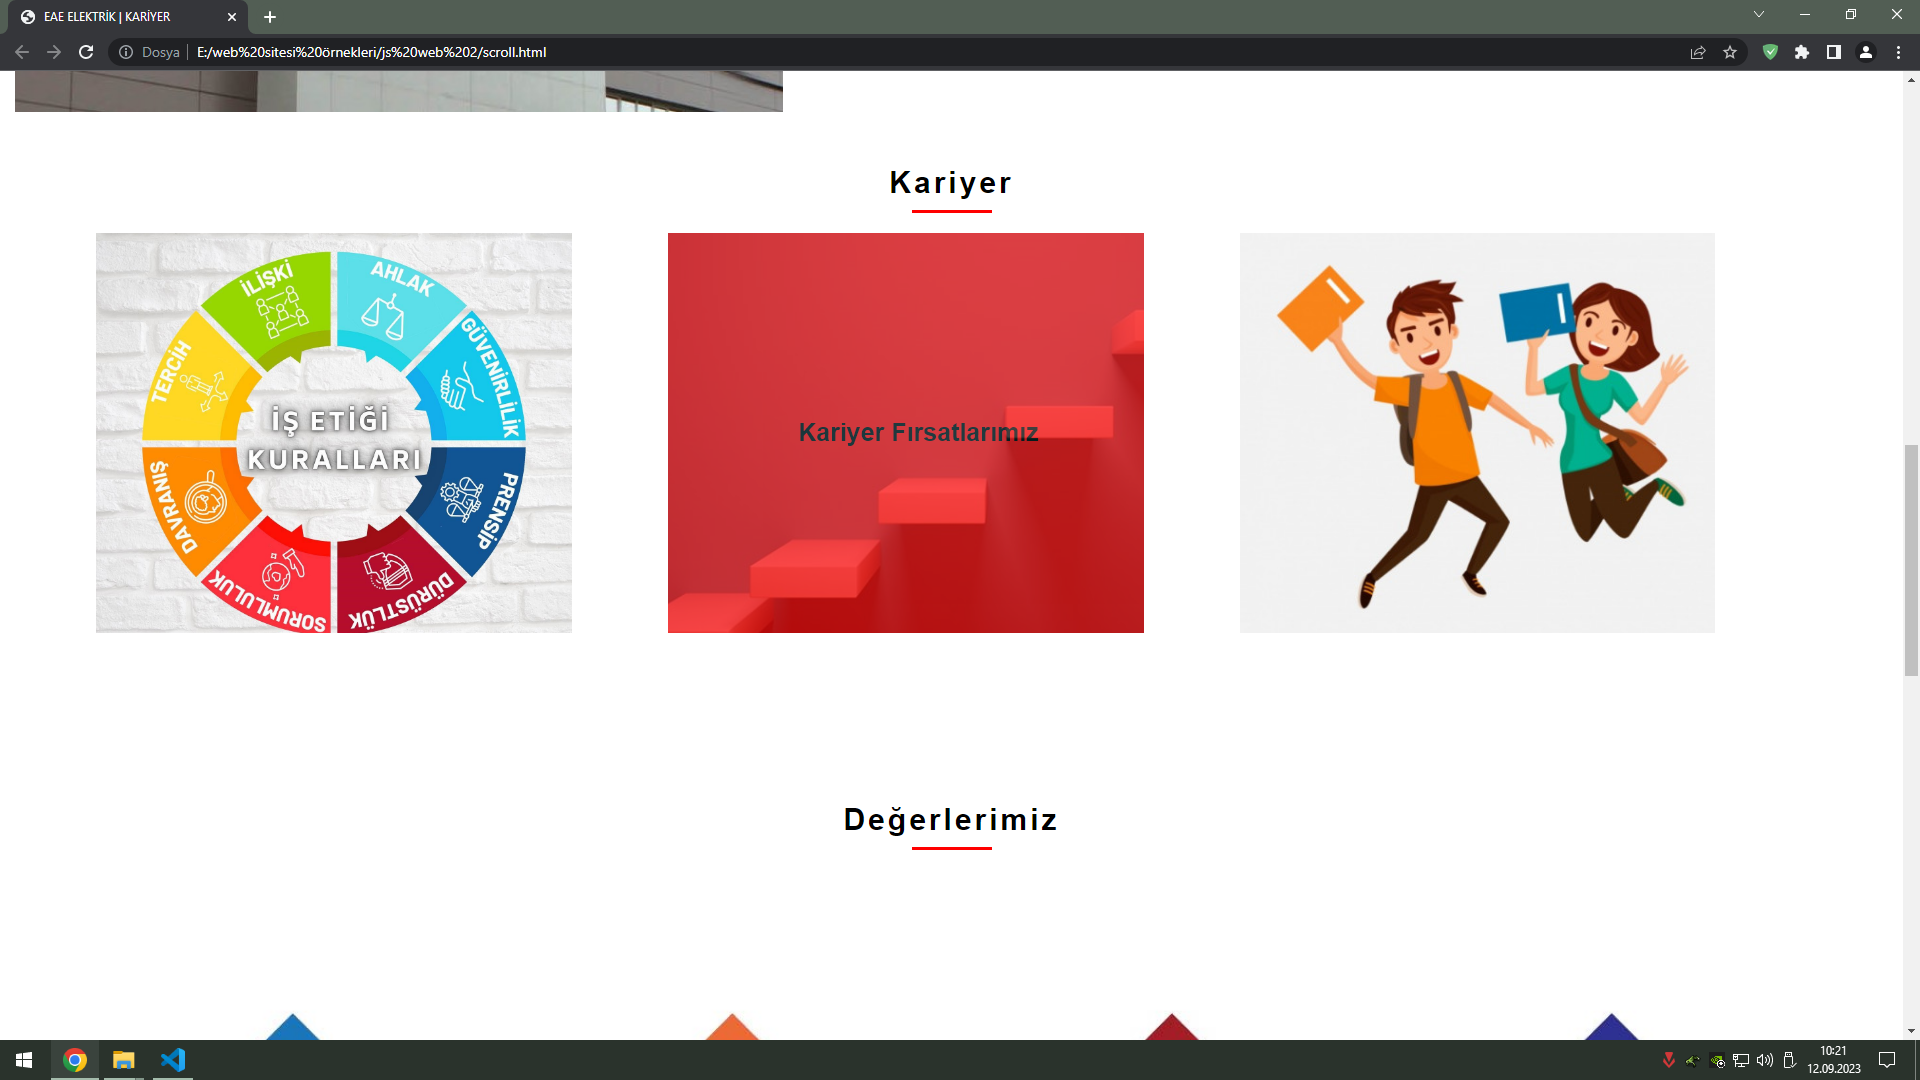 EAE ELEKTRİK | KARİYER
Dosya
E:/web%20sitesi%20örnekleri/js%20web%202/scroll.html
Kariyer
İLİŞKİ
AHLAK
GÜVENİRLİLİK
PRENSİP
DÜRÜSTLÜK
SORUMLULUK
DAVRANIŞ
TERCİH
İŞ ETİĞİ
KURALLARI
Kariyer Fırsatlarımız
Değerlerimiz
10:21
12.09.2023